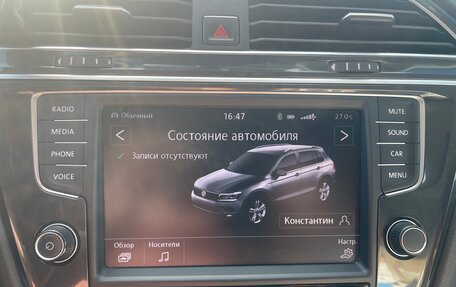 RADIO
MEDIA
PHONE
VOICE
Обычный
16:47
27.0°
Состояние автомобиля
Записи отсутствуют
Константин
Обзор
Носители
Настр.
MUTE
SOUND
CAR
MENU